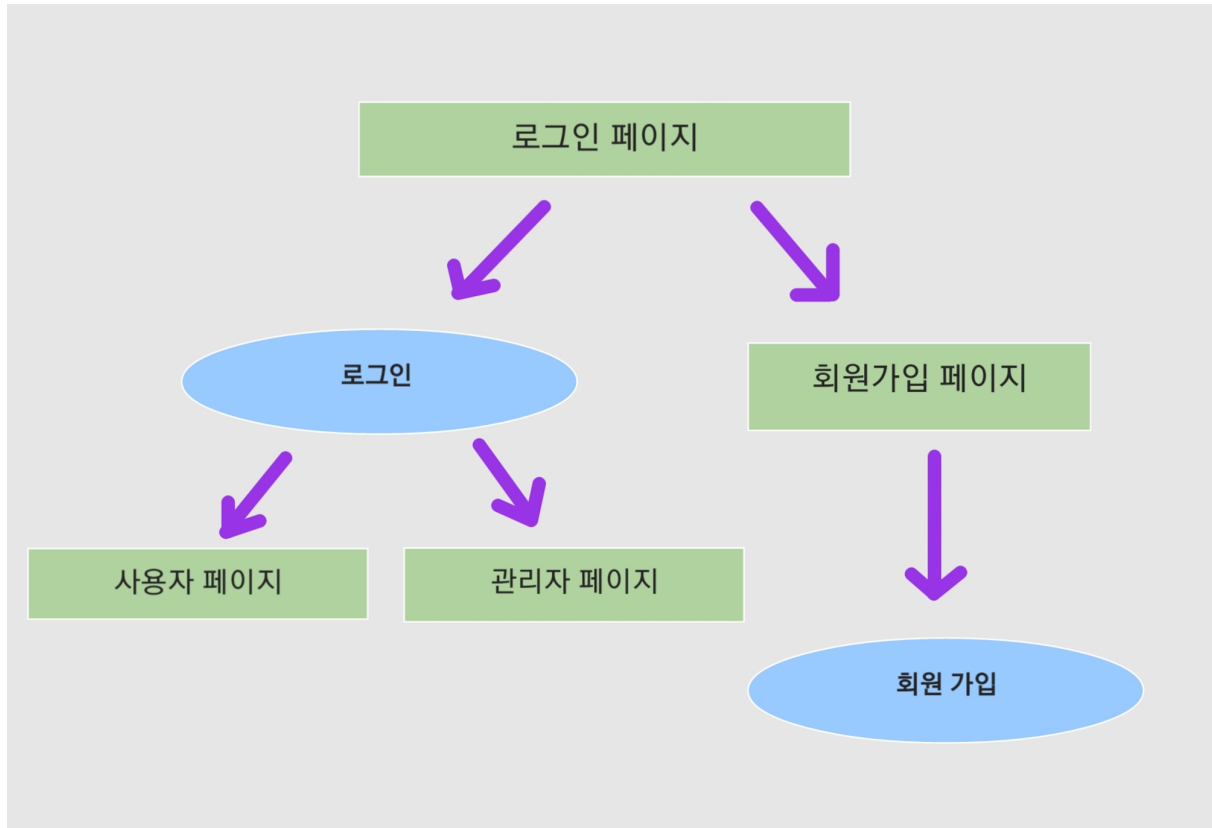 로그인 페이지
로그인
회원가입 페이지
사용자 페이지
관리자 페이지
회원 가입